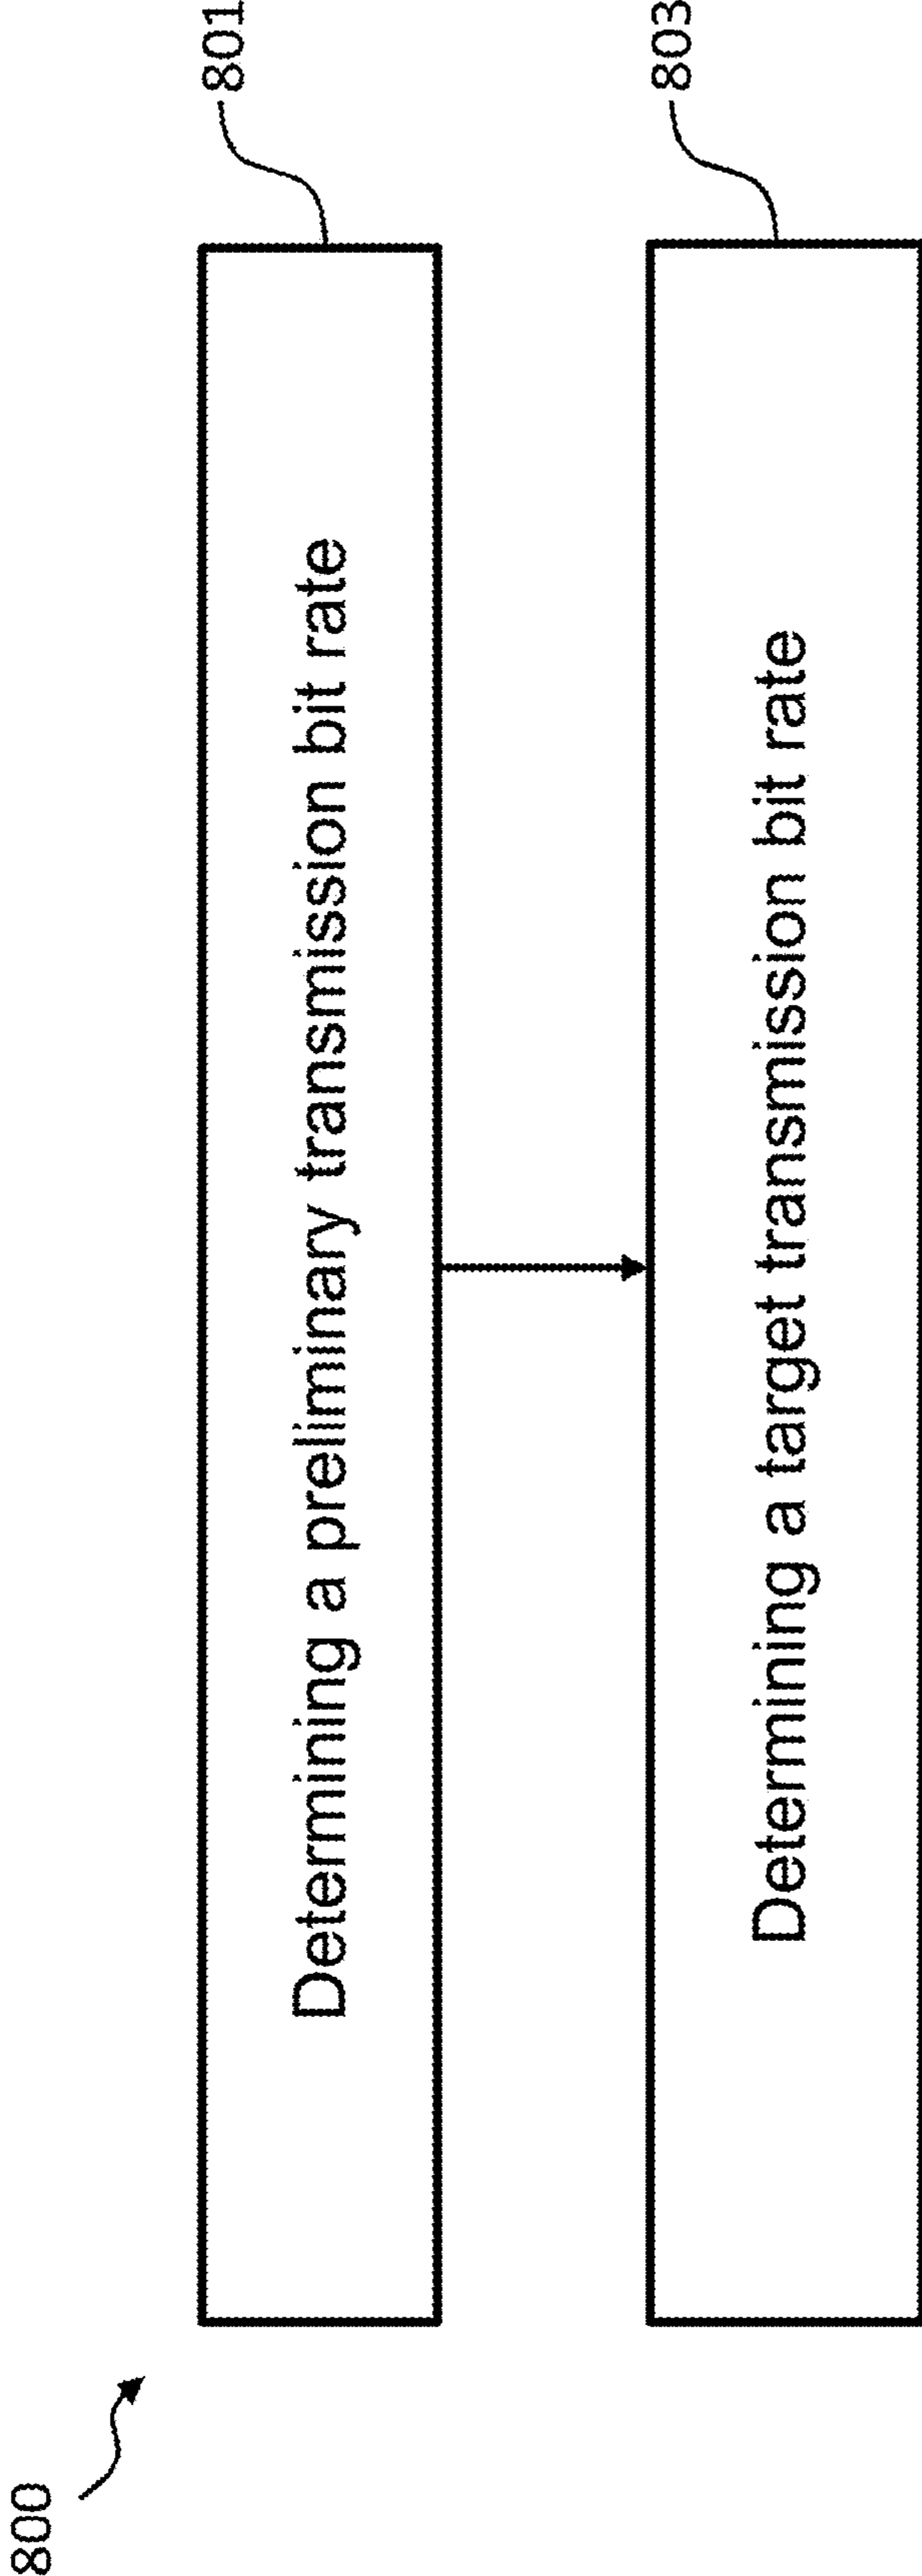 800
Determining a preliminary transmission bit rate
801
Determining a target transmission bit rate
803